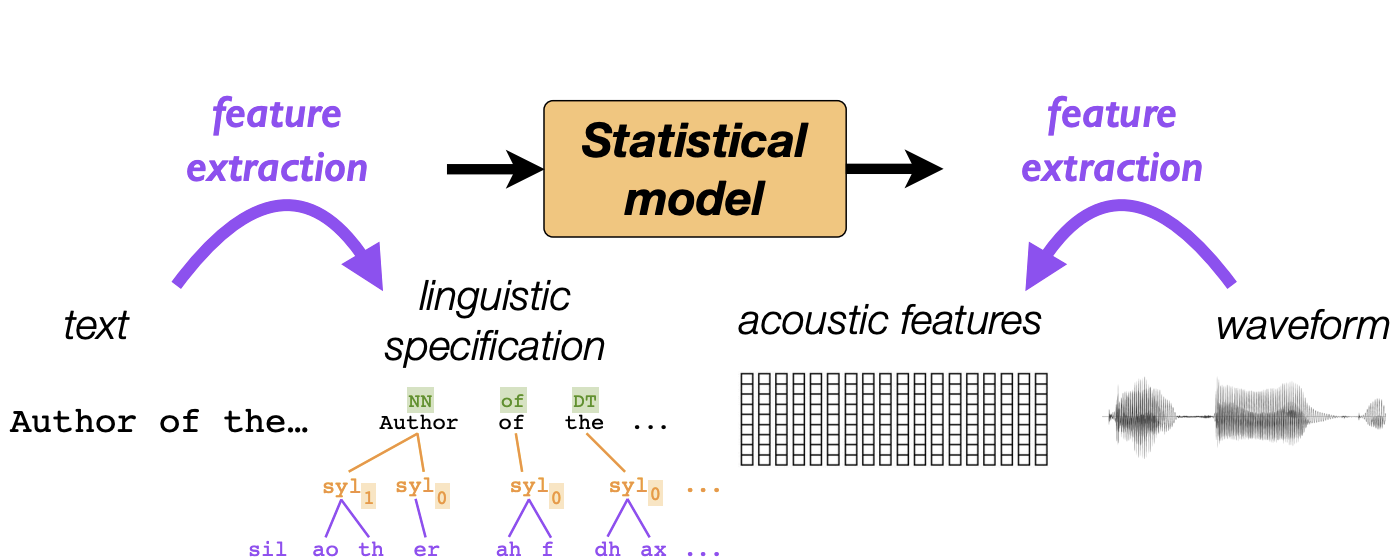 feature
extraction
Statistical
model
feature
extraction
text
linguistic
specification
acoustic features
waveform
Author of the…
NN of DT
Author of the ...
syl1 syl0 syl0 syl0 ...
sil ao th er ah f dh ax ...